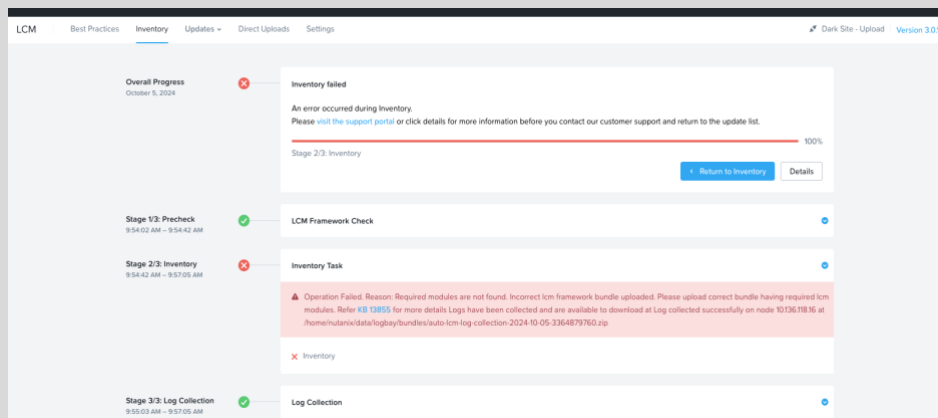 LCM Best Practices Inventory Updates Direct Uploads Settings Dark Site - Upload Version 3.0.
Overall Progress
October 5, 2024
Inventory failed
An error occurred during Inventory.
Please visit the support portal or click details for more information before you contact our customer support and return to the update list.
100%
Stage 2/3: Inventory
Return to Inventory Details
Stage 1/3: Precheck
9:54:02 AM – 9:54:42 AM
LCM Framework Check
Stage 2/3: Inventory
9:54:42 AM – 9:57:05 AM
Inventory Task
Operation Failed. Reason: Required modules are not found. Incorrect lcm framework bundle uploaded. Please upload correct bundle having required lcm
modules. Refer KB 13855 for more details Logs have been collected and are available to download at Log collected successfully on node 10.136.118.16 at
/home/nutanix/data/logbay/bundles/auto-lcm-log-collection-2024-10-05-3364879760.zip
Inventory
Stage 3/3: Log Collection
9:55:03 AM – 9:57:05 AM
Log Collection